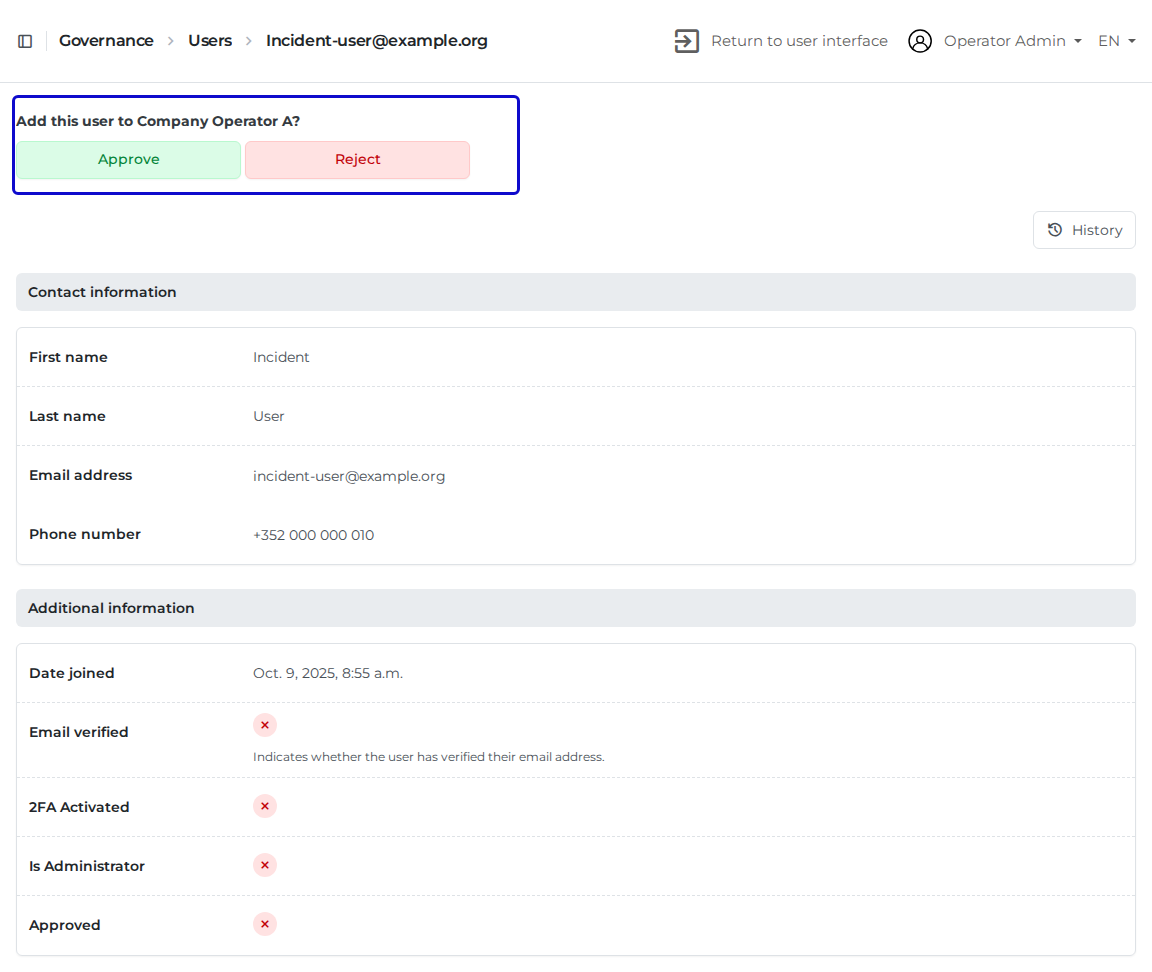 Governance > Users > Incident-user@example.org Return to user interface Operator Admin EN
Add this user to Company Operator A?
Approve Reject
History
Contact information
First name Incident
Last name User
Email address incident-user@example.org
Phone number +352 000 000 010
Additional information
Date joined Oct. 9, 2025, 8:55 a.m.
Email verified
Indicates whether the user has verified their email address.
2FA Activated
Is Administrator
Approved